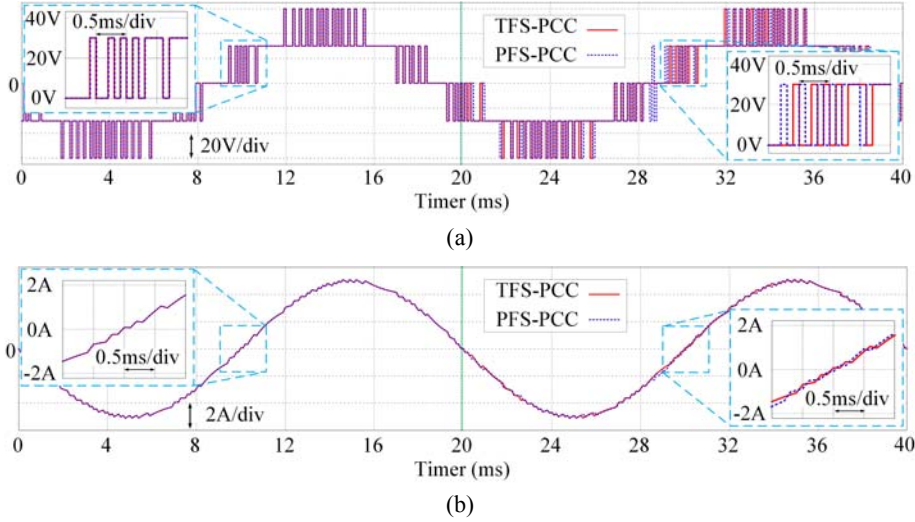 0.5ms/div
40V
20V
0V
0
20V/div
TFS-PCC
PFS-PCC
40V
20V
0V
0.5ms/div
0 4 8 12 16 20 24 28 32 36 40
Timer (ms)
(a)
2A
0A
-2A
0.5ms/div
0
2A/div
TFS-PCC
PFS-PCC
2A
0A
-2A
0.5ms/div
0 4 8 12 16 20 24 28 32 36 40
Timer (ms)
(b)